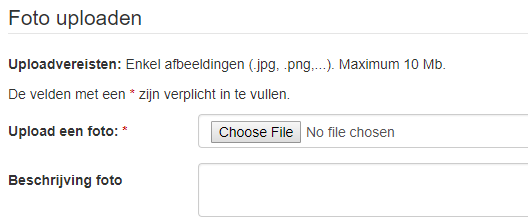 Foto uploaden
Uploadvereisten: Enkel afbeeldingen (.jpg, .png,...). Maximum 10 Mb.
De velden met een * zijn verplicht in te vullen.
Upload een foto: * Choose File No file chosen
Beschrijving foto